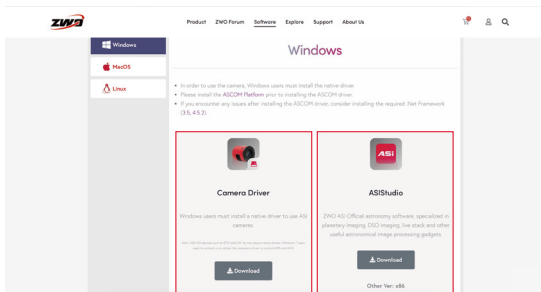 ZWO
Product
ZWO Forum
Software
Explore
Support
About Us
Windows
MacOS
Linux
Windows
In order to use the camera, Windows users must install the native driver.
Please install the ASCOM Platform prior to installing the ASCOM driver.
If you encounter any issues after installing the ASCOM driver, consider installing the required .Net Framework
(3.5, 4.5.2).
Camera Driver
Windows users must install a native driver to use ASI
cameras.
Download
ASI
ASIStudio
ZWO ASI Official astronomy software, specialized in
planetary imaging, DSO imaging, live stack and other
useful astronomical image processing gadgets.
Download
Other Ver: x86